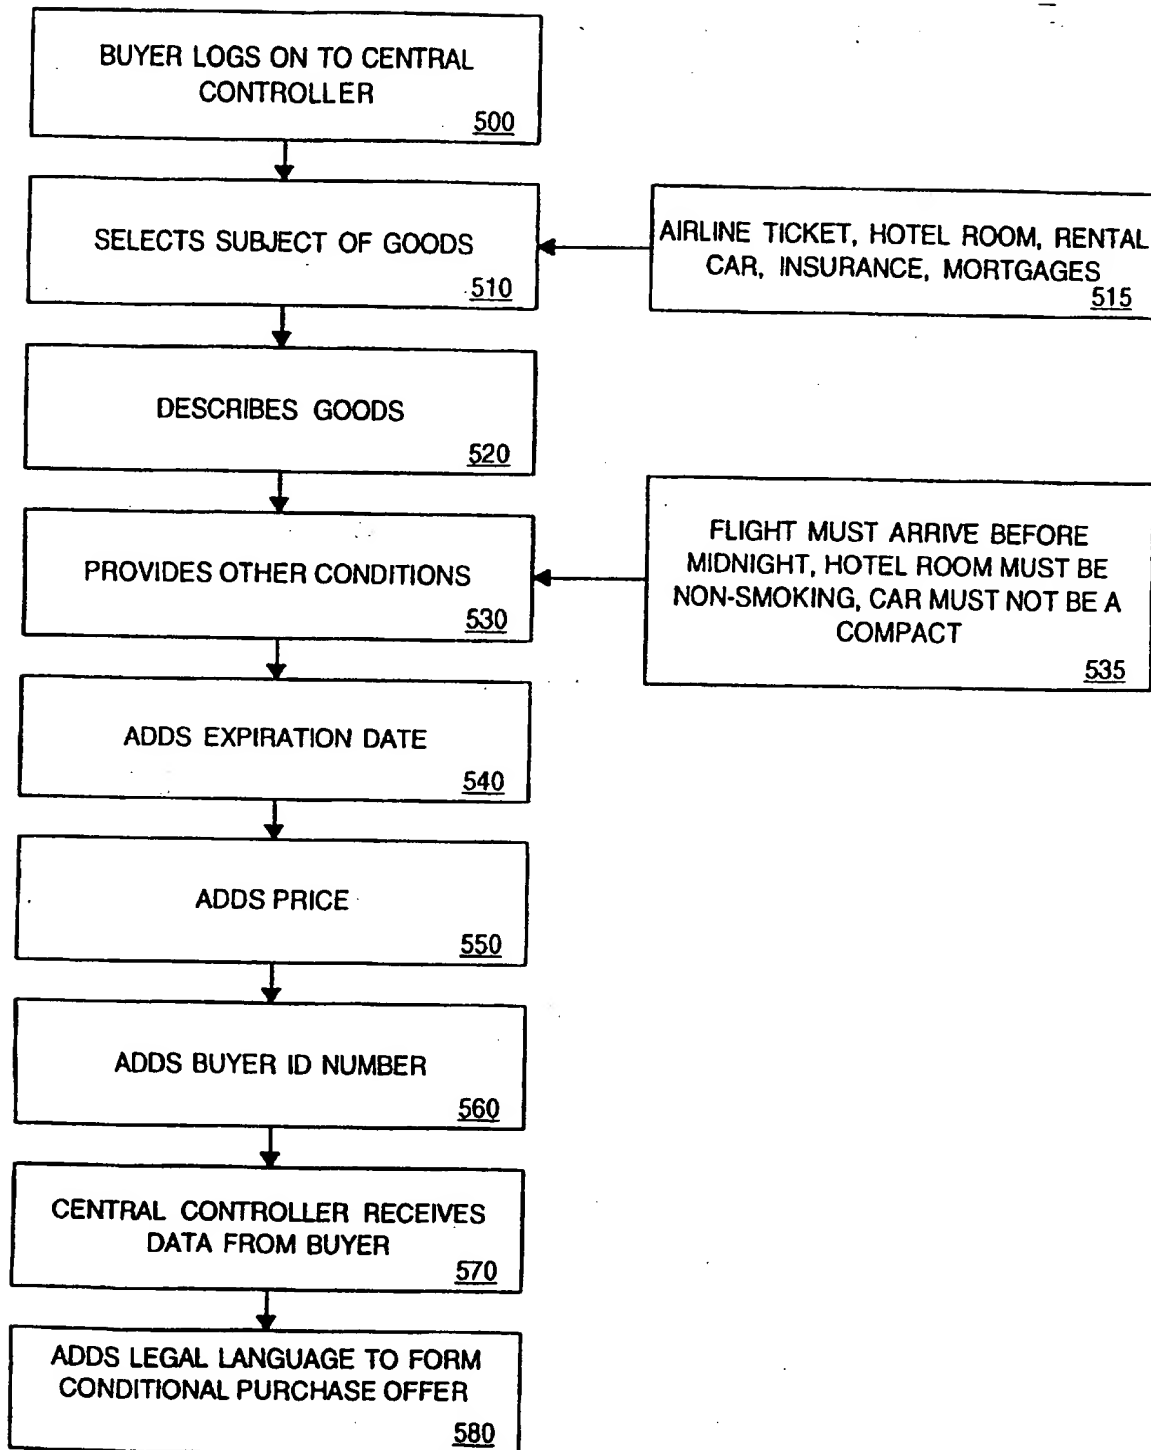 BUYER LOGS ON TO CENTRAL
CONTROLLER
500
SELECTS SUBJECT OF GOODS
510
AIRLINE TICKET, HOTEL ROOM, RENTAL
CAR, INSURANCE, MORTGAGES
515
DESCRIBES GOODS
520
PROVIDES OTHER CONDITIONS
530
FLIGHT MUST ARRIVE BEFORE
MIDNIGHT, HOTEL ROOM MUST BE
NON-SMOKING, CAR MUST NOT BE A
COMPACT
535
ADDS EXPIRATION DATE
540
ADDS PRICE
550
ADDS BUYER ID NUMBER
560
CENTRAL CONTROLLER RECEIVES
DATA FROM BUYER
570
ADDS LEGAL LANGUAGE TO FORM
CONDITIONAL PURCHASE OFFER
580